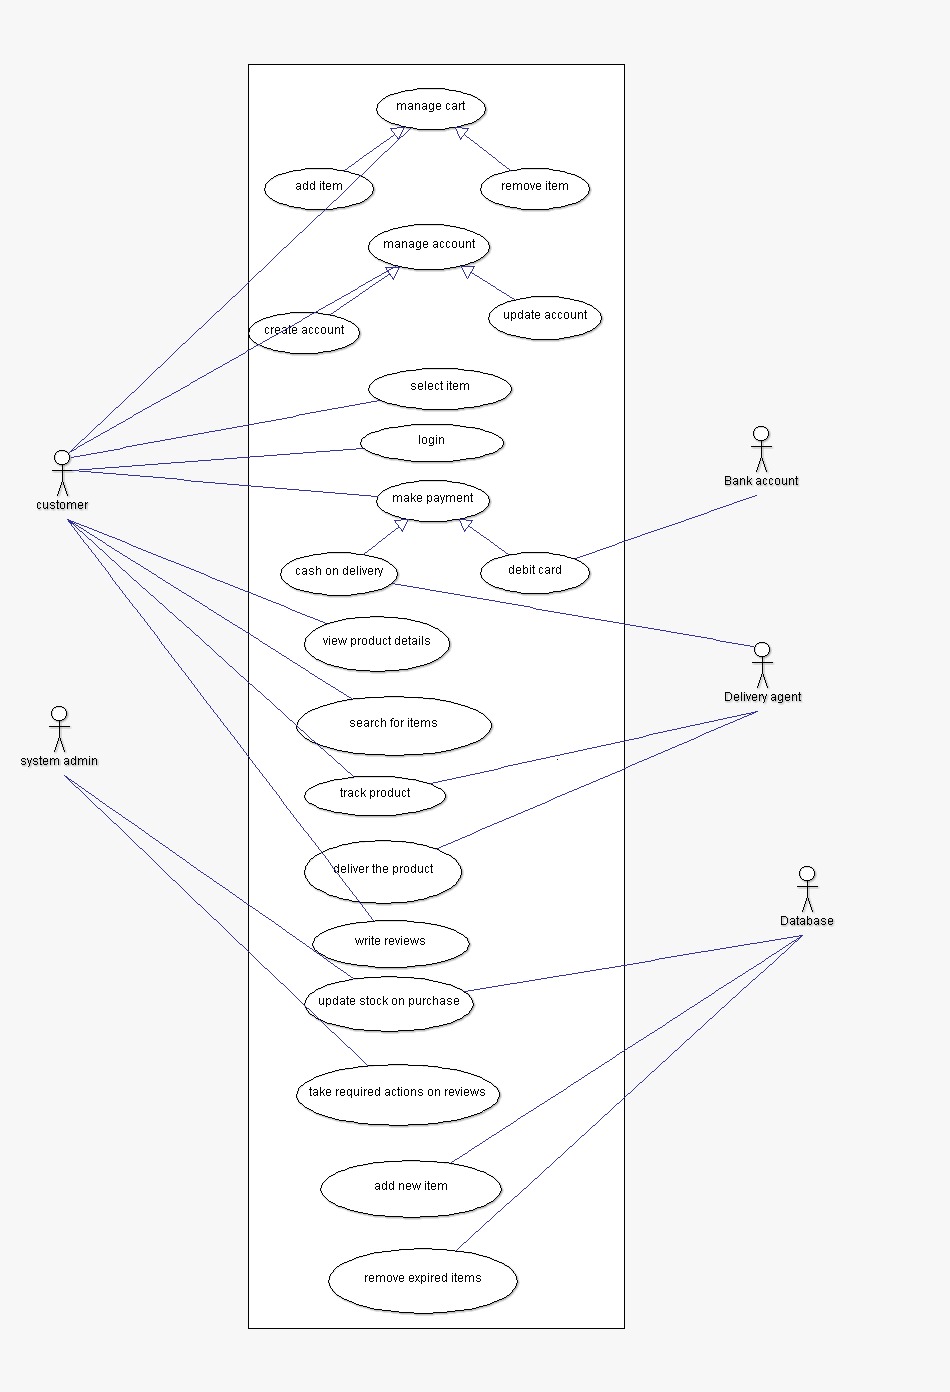 manage cart
add item
remove item
manage account
create account
update account
select item
login
make payment
cash on delivery
debit card
view product details
search for items
track product
deliver the product
write reviews
update stock on purchase
take required actions on reviews
add new item
remove expired items
customer
system admin
Bank account
Delivery agent
Database